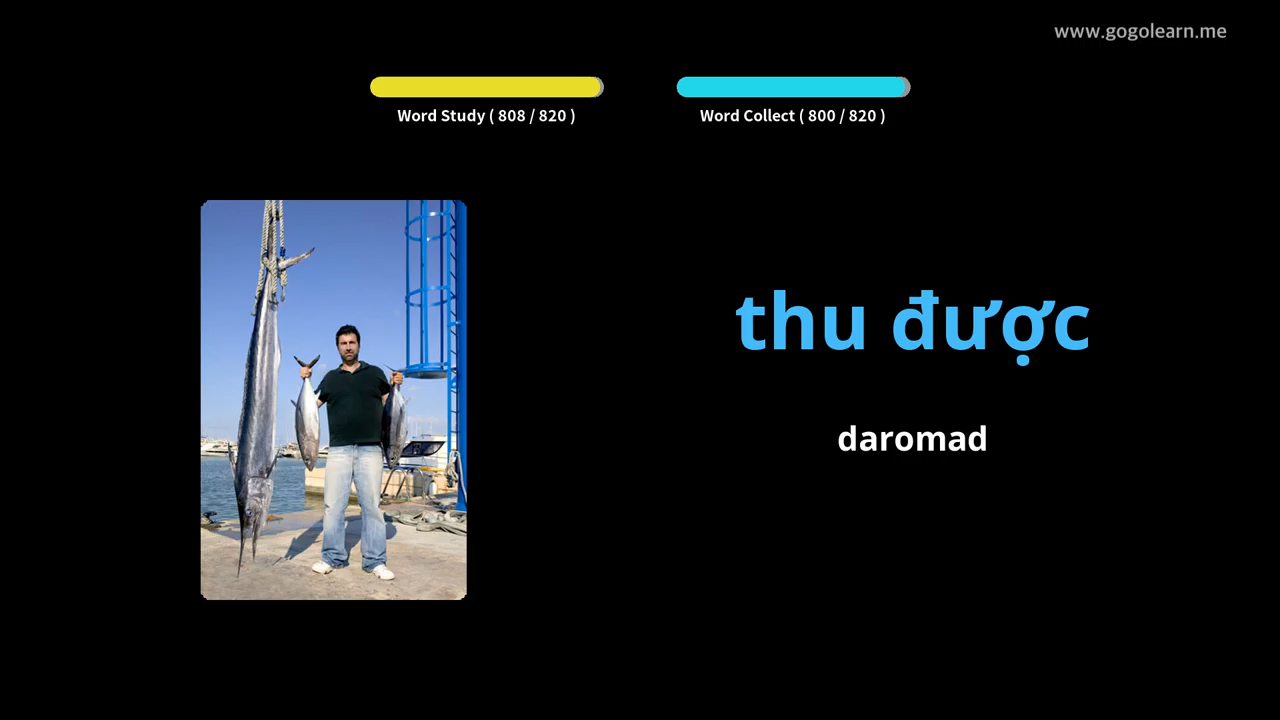 www.gogolearn.me
Word Study ( 808 / 820 )
Word Collect ( 800 / 820 )
thu được
daromad